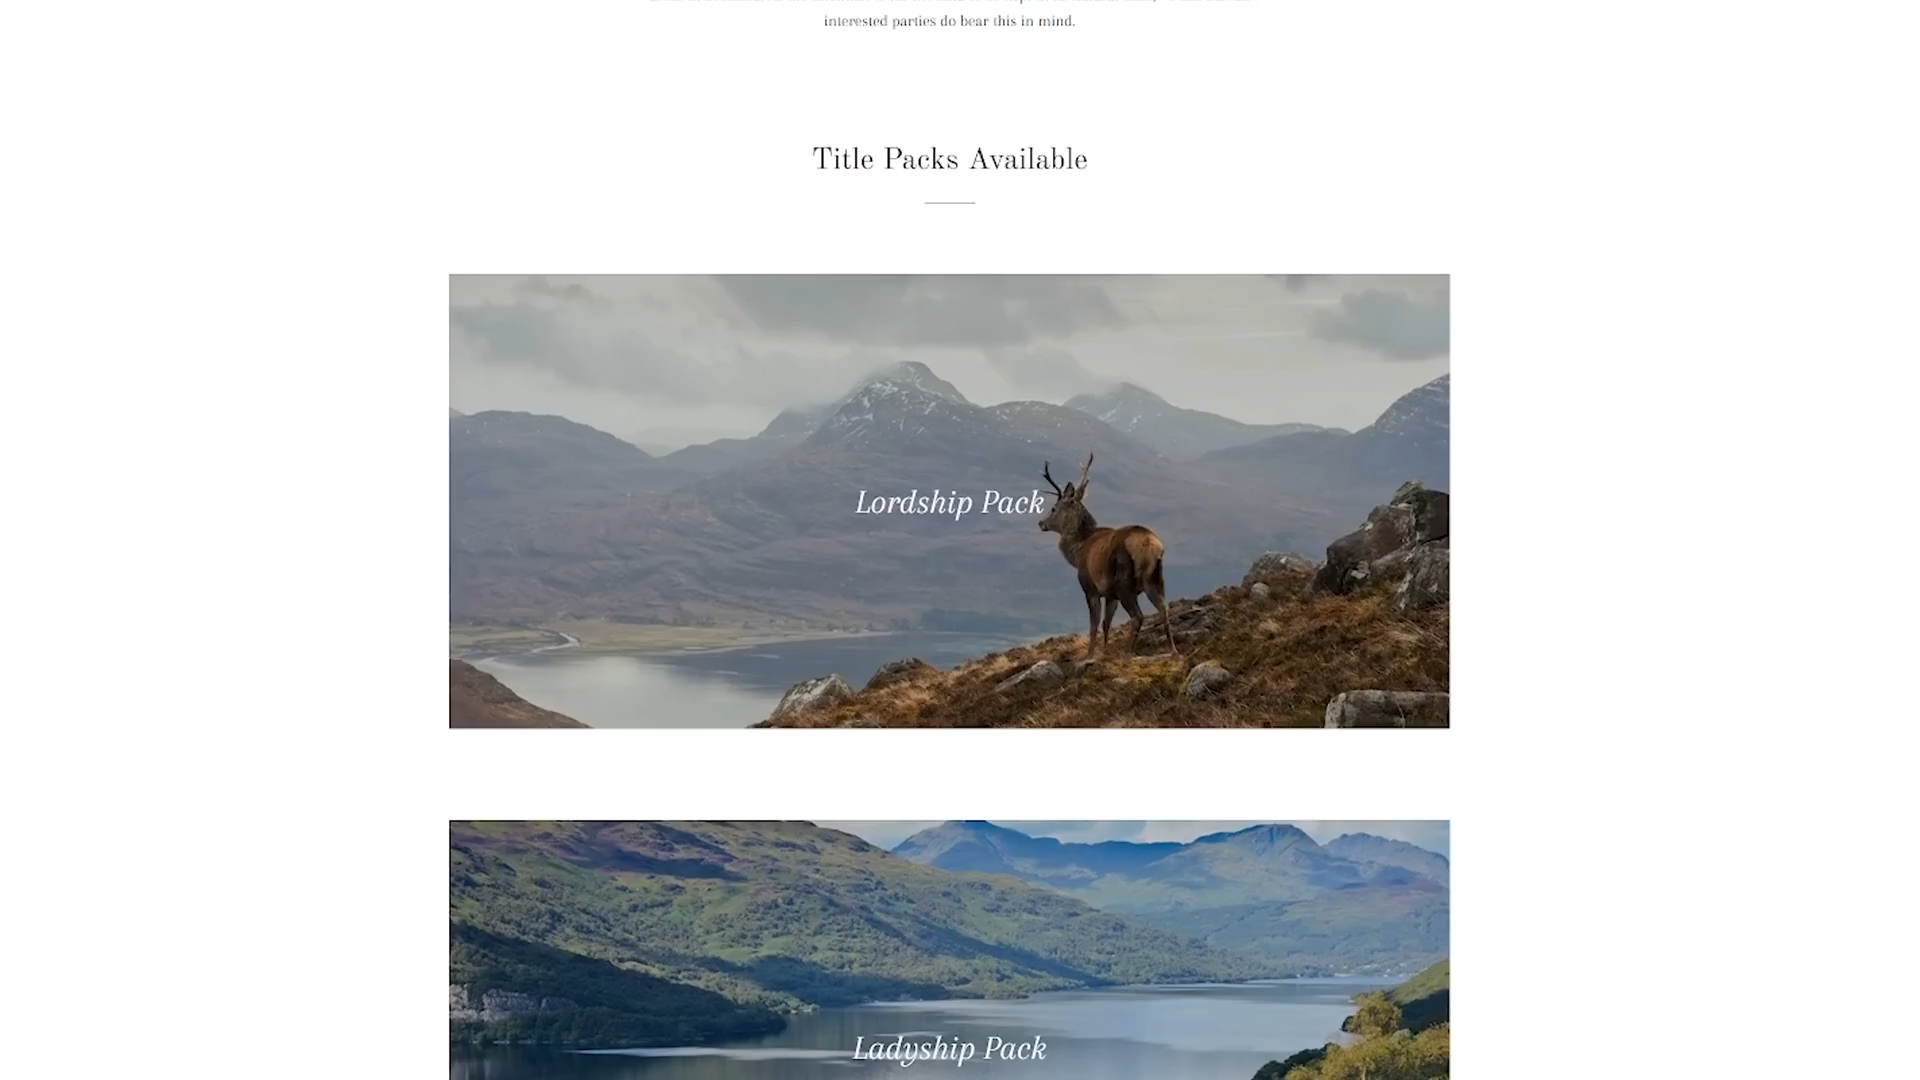 interested parties do bear this in mind.
Title Packs Available
Lordship Pack
Ladyship Pack